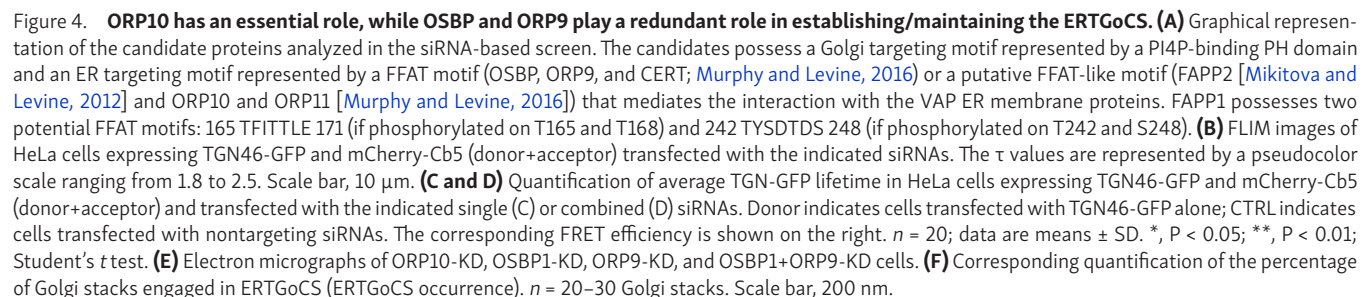 Figure 4. ORP10 has an essential role, while OSBP and ORP9 play a redundant role in establishing/maintaining the ERTGoCS. (A) Graphical represen-
tation of the candidate proteins analyzed in the siRNA-based screen. The candidates possess a Golgi targeting motif represented by a PI4P-binding PH domain
and an ER targeting motif represented by a FFAT motif (OSBP, ORP9, and CERT; Murphy and Levine, 2016) or a putative FFAT-like motif (FAPP2 [Mikitova and
Levine, 2012] and ORP10 and ORP11 [Murphy and Levine, 2016]) that mediates the interaction with the VAP ER membrane proteins. FAPP1 possesses two
potential FFAT motifs: 165 TFITTLE 171 (if phosphorylated on T165 and T168) and 242 TYSDTDS 248 (if phosphorylated on T242 and S248). (B) FLIM images of
HeLa cells expressing TGN46-GFP and mCherry-Cb5 (donor+acceptor) transfected with the indicated siRNAs. The τ values are represented by a pseudocolor
scale ranging from 1.8 to 2.5. Scale bar, 10 μm. (C and D) Quantification of average TGN-GFP lifetime in HeLa cells expressing TGN46-GFP and mCherry-Cb5
(donor+acceptor) and transfected with the indicated single (C) or combined (D) siRNAs. Donor indicates cells transfected with TGN46-GFP alone; CTRL indicates
cells transfected with nontargeting siRNAs. The corresponding FRET efficiency is shown on the right. n = 20; data are means ± SD. *, P < 0.05; **, P < 0.01;
Student's t test. (E) Electron micrographs of ORP10-KD, OSBP1-KD, ORP9-KD, and OSBP1+ORP9-KD cells. (F) Corresponding quantification of the percentage
of Golgi stacks engaged in ERTGoCS (ERTGoCS occurrence). n = 20–30 Golgi stacks. Scale bar, 200 nm.